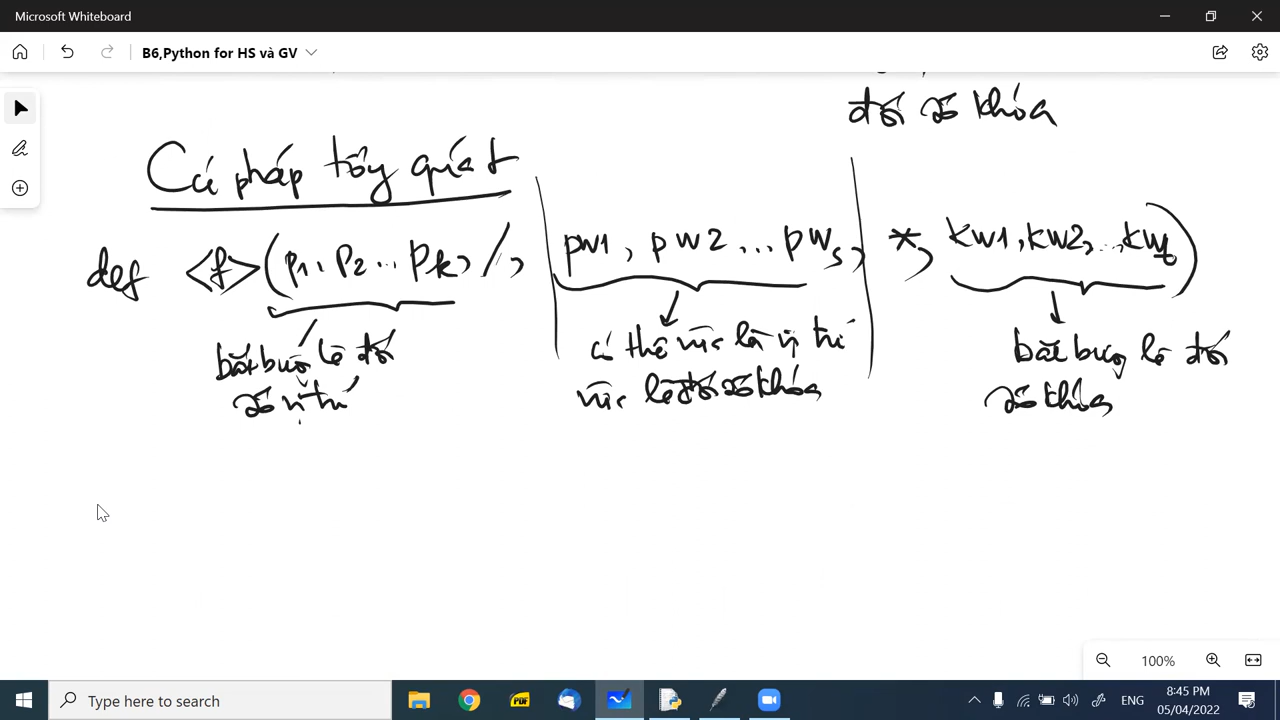 Microsoft Whiteboard
B6,Python for HS và GV
đối số khóa
Cú pháp tổng quát
def <f>(p1, p2 ... pk, /, pw1, pw2 ... pws, *, kw1, kw2, ..., kwt)
bắt buộc là đối
số vị trí
có thể vừa là vị trí
vừa là đối số khóa
bắt buộc là đối
số khóa
100%
Type here to search
PDF
ENG
8:45 PM
05/04/2022